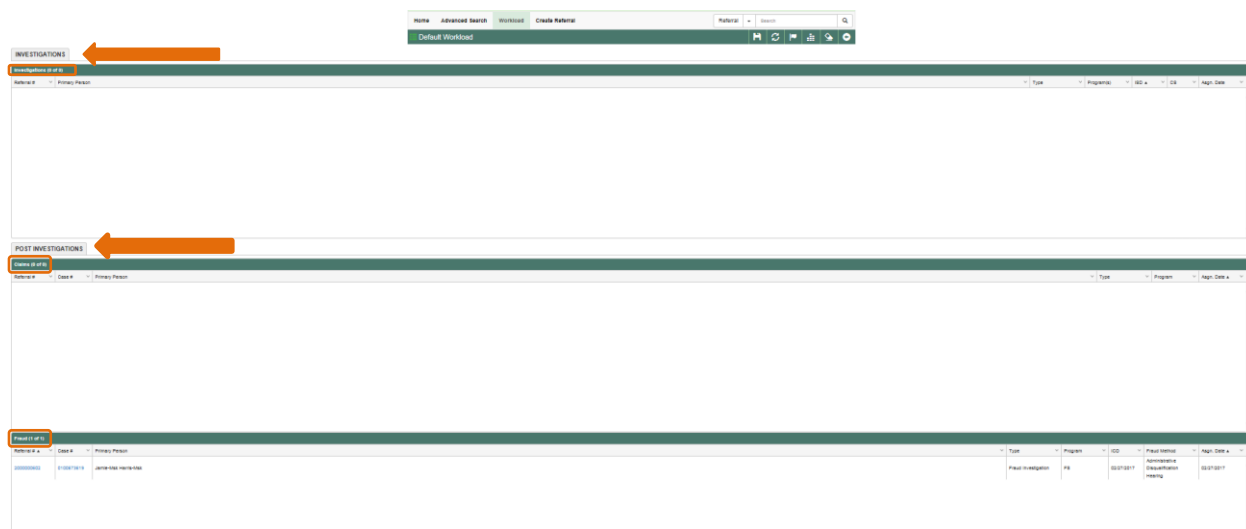 Home Advanced Search Workload Create Referral Referral Search
Default Workload
INVESTIGATIONS
Investigations (0 of 0)
Referral # Primary Person Type Program(s) ISD CS Asgn. Date
POST INVESTIGATIONS
Claims (0 of 0)
Referral # Case # Primary Person Type Program Asgn. Date
Fraud (1 of 1)
Referral # Case # Primary Person Type Program ICD Fraud Method Asgn. Date
Fraud Investigation FS 02/27/2017 Administrative Disqualification Hearing 02/27/2017